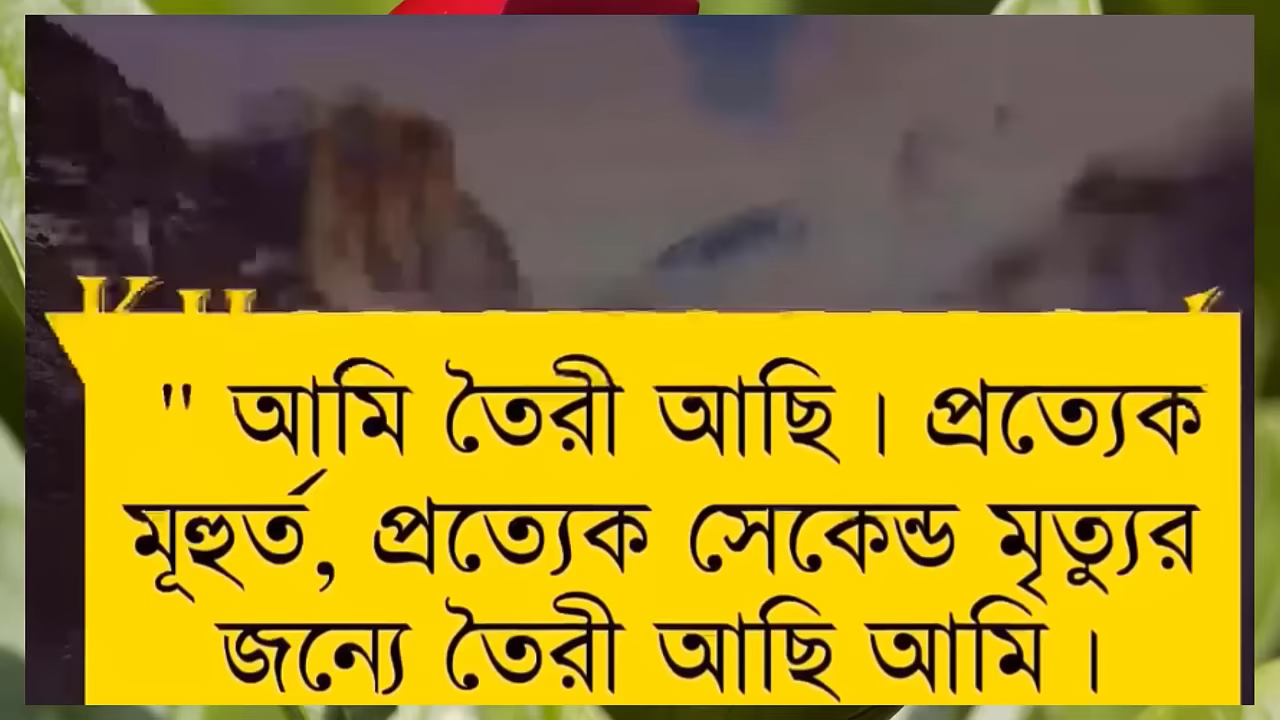 " আমি তৈরী আছি। প্রত্যেক
মূহুর্ত, প্রত্যেক সেকেন্ড মৃত্যুর
জন্যে তৈরী আছি আমি।